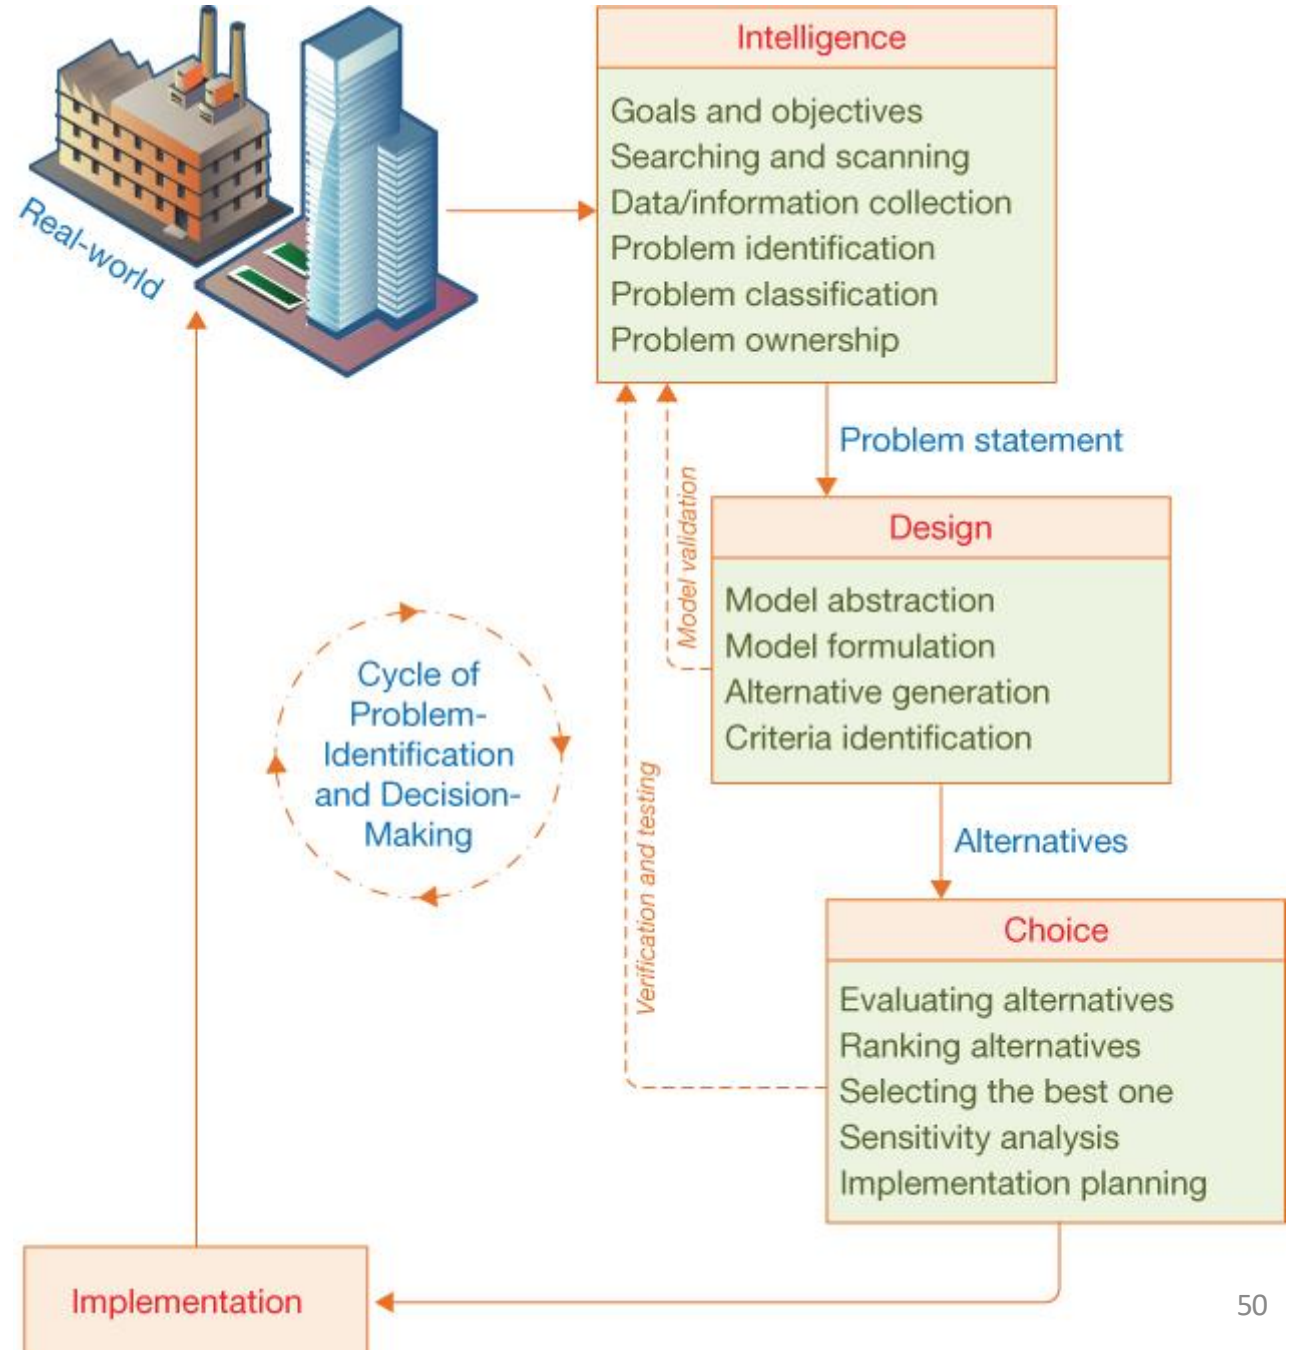 Real-world
Intelligence
Goals and objectives
Searching and scanning
Data/information collection
Problem identification
Problem classification
Problem ownership
Problem statement
Model validation
Design
Model abstraction
Model formulation
Alternative generation
Criteria identification
Cycle of
Problem-
Identification
and Decision-
Making
Verification and testing
Alternatives
Choice
Evaluating alternatives
Ranking alternatives
Selecting the best one
Sensitivity analysis
Implementation planning
Implementation
50